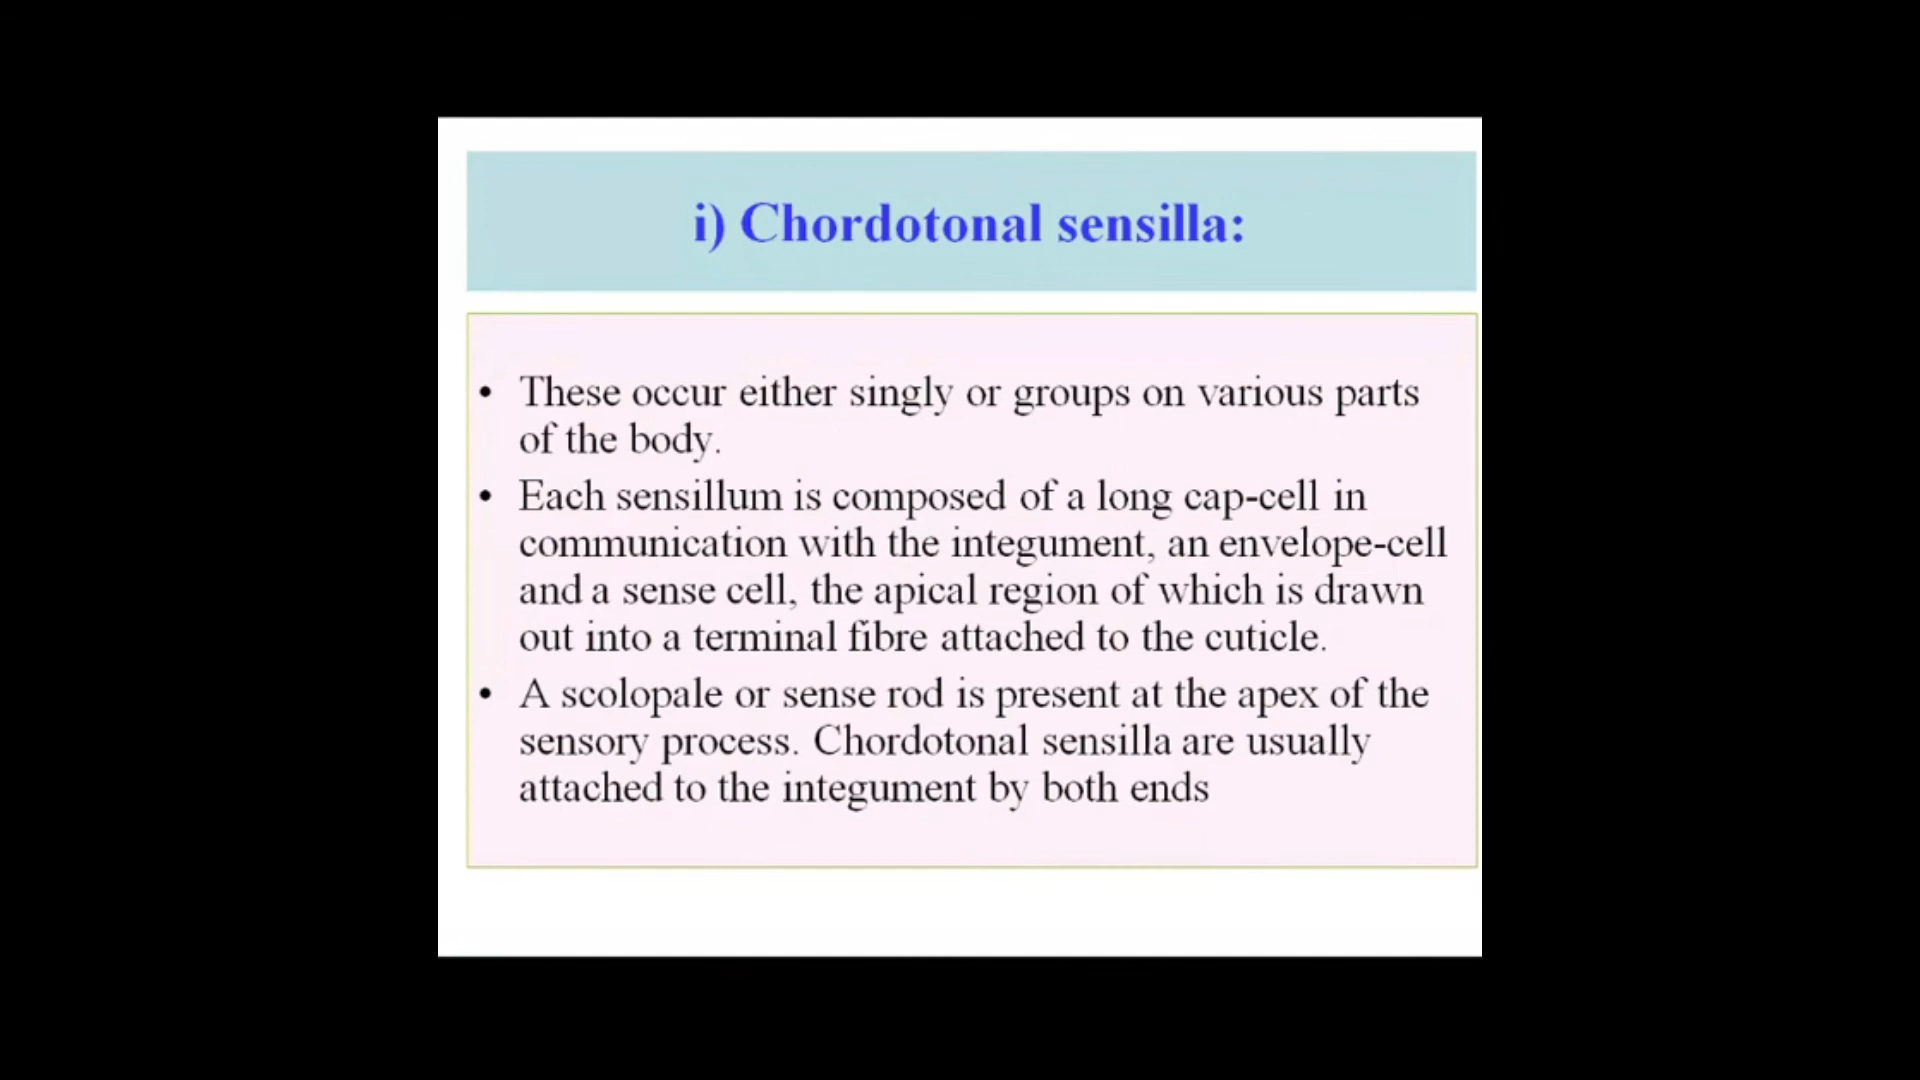 i) Chordotonal sensilla:
• These occur either singly or groups on various parts
of the body.
• Each sensillum is composed of a long cap-cell in
communication with the integument, an envelope-cell
and a sense cell, the apical region of which is drawn
out into a terminal fibre attached to the cuticle.
• A scolopale or sense rod is present at the apex of the
sensory process. Chordotonal sensilla are usually
attached to the integument by both ends